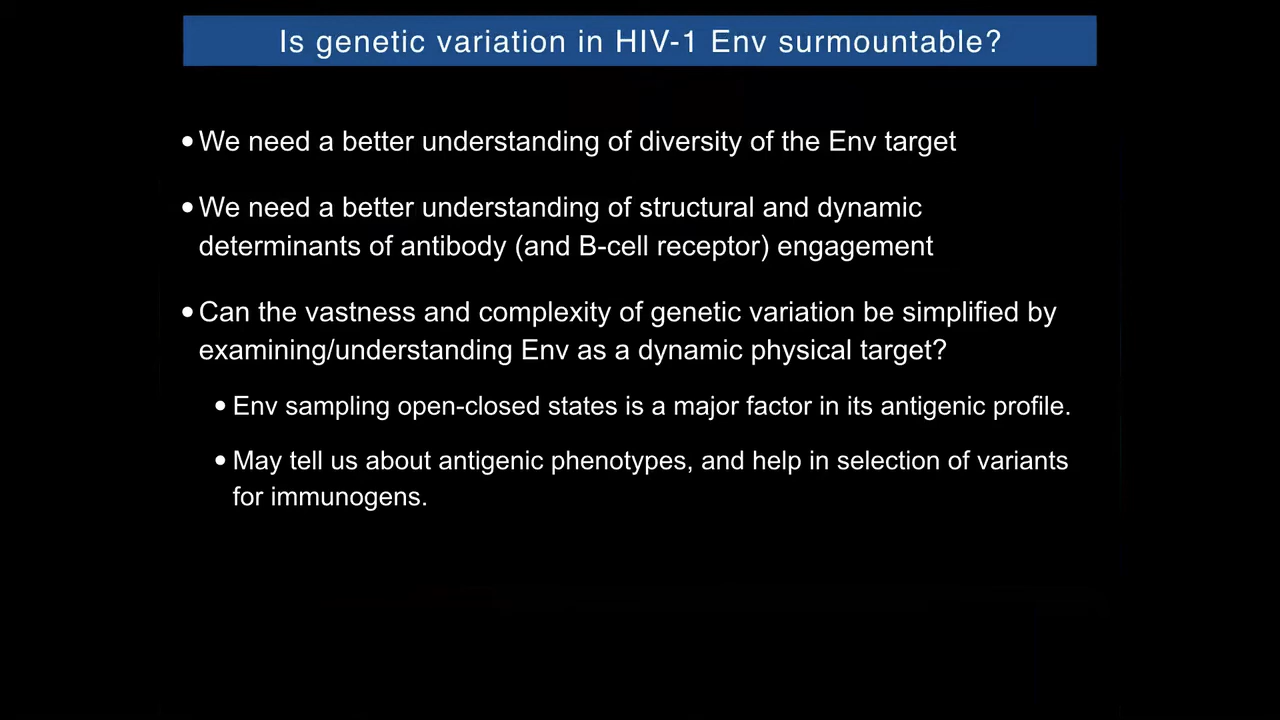 Is genetic variation in HIV-1 Env surmountable?
•We need a better understanding of diversity of the Env target
•We need a better understanding of structural and dynamic
determinants of antibody (and B-cell receptor) engagement
•Can the vastness and complexity of genetic variation be simplified by
examining/understanding Env as a dynamic physical target?
•Env sampling open-closed states is a major factor in its antigenic profile.
•May tell us about antigenic phenotypes, and help in selection of variants
for immunogens.